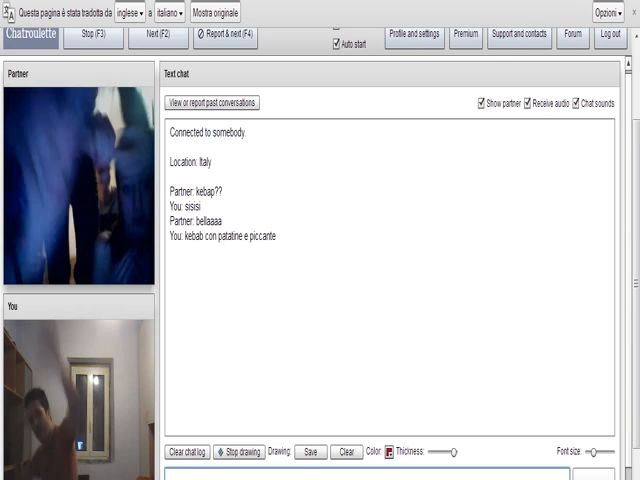 Questa pagina è stata tradotta da inglese a italiano Mostra originale Opzioni x
Chatroulette Stop (F3) Next (F2) Report & next (F4) Auto start Profile and settings Premium Support and contacts Forum Log out
Partner
Text chat
View or report past conversations Show partner Receive audio Chat sounds
Connected to somebody.
Location: Italy
Partner: kebap??
You: sisisi
Partner: bellaaaa
You: kebab con patatine e piccante
You
Clear chat log Stop drawing Drawing: Save Clear Color: Thickness: Font size: